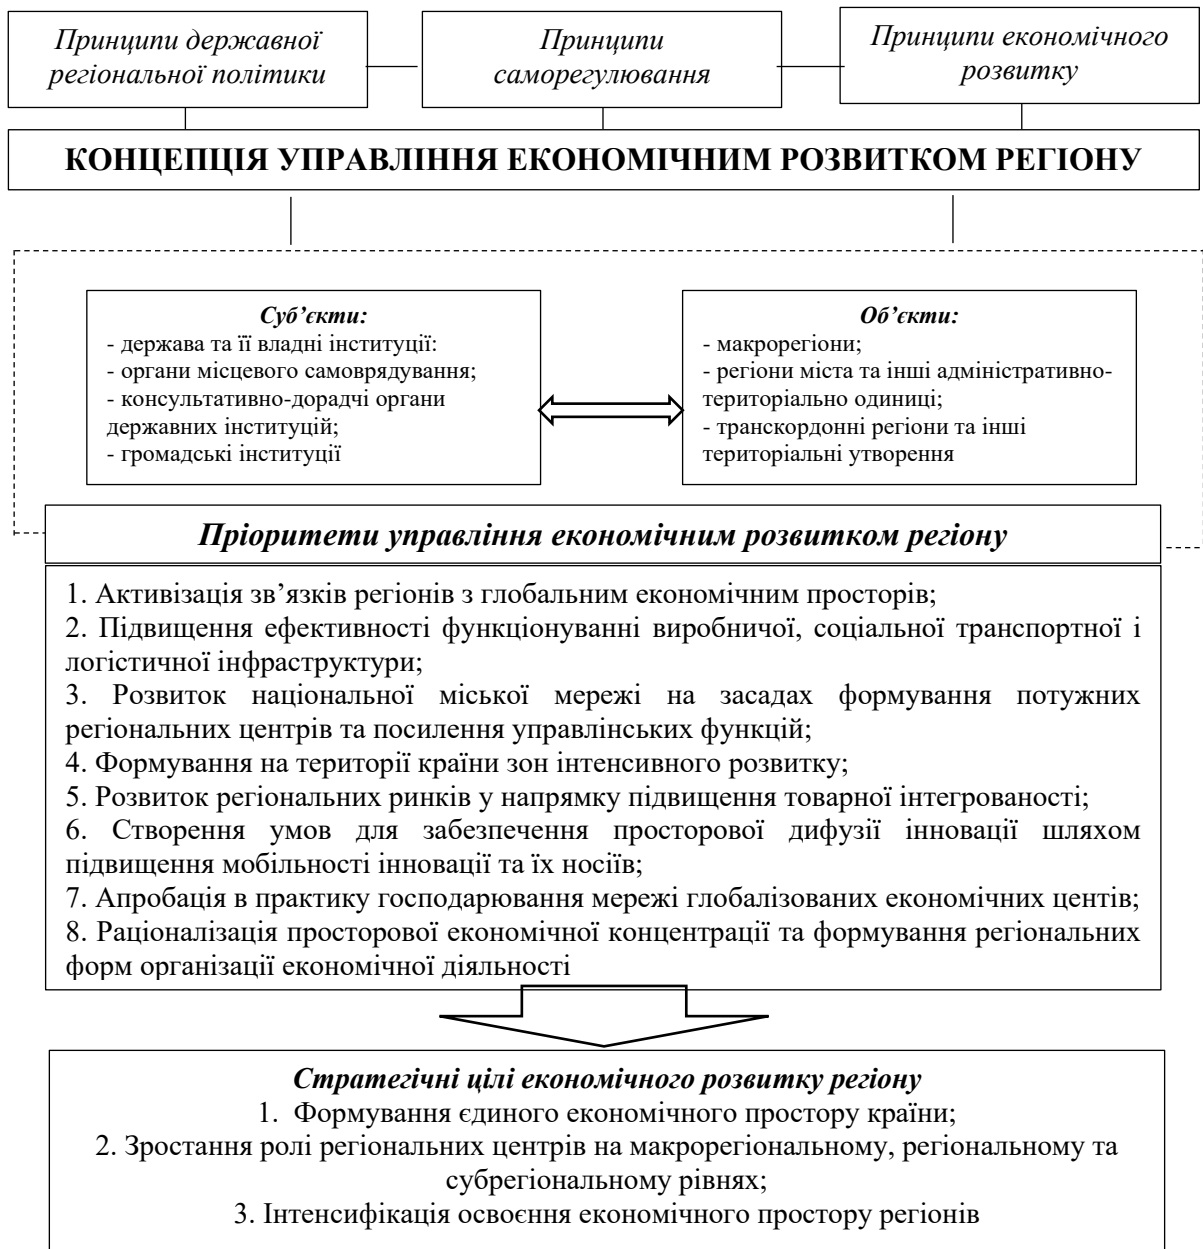 Принципи державної
регіональної політики
Принципи
саморегулювання
Принципи економічного
розвитку
КОНЦЕПЦІЯ УПРАВЛІННЯ ЕКОНОМІЧНИМ РОЗВИТКОМ РЕГІОНУ
Суб’єкти:
- держава та її владні інституції:
- органи місцевого самоврядування;
- консультативно-дорадчі органи
державних інституцій;
- громадські інституції
Об’єкти:
- макрорегіони;
- регіони міста та інші адміністративно-
територіально одиниці;
- транскордонні регіони та інші
територіальні утворення
Пріоритети управління економічним розвитком регіону
1. Активізація зв’язків регіонів з глобальним економічним просторів;
2. Підвищення ефективності функціонуванні виробничої, соціальної транспортної і
логістичної інфраструктури;
3. Розвиток національної міської мережі на засадах формування потужних
регіональних центрів та посилення управлінських функцій;
4. Формування на території країни зон інтенсивного розвитку;
5. Розвиток регіональних ринків у напрямку підвищення товарної інтегрованості;
6. Створення умов для забезпечення просторової дифузії інновації шляхом
підвищення мобільності інновації та їх носіїв;
7. Апробація в практику господарювання мережі глобалізованих економічних центів;
8. Раціоналізація просторової економічної концентрації та формування регіональних
форм організації економічної діяльності
Стратегічні цілі економічного розвитку регіону
1. Формування єдиного економічного простору країни;
2. Зростання ролі регіональних центрів на макрорегіональному, регіональному та
субрегіональному рівнях;
3. Інтенсифікація освоєння економічного простору регіонів